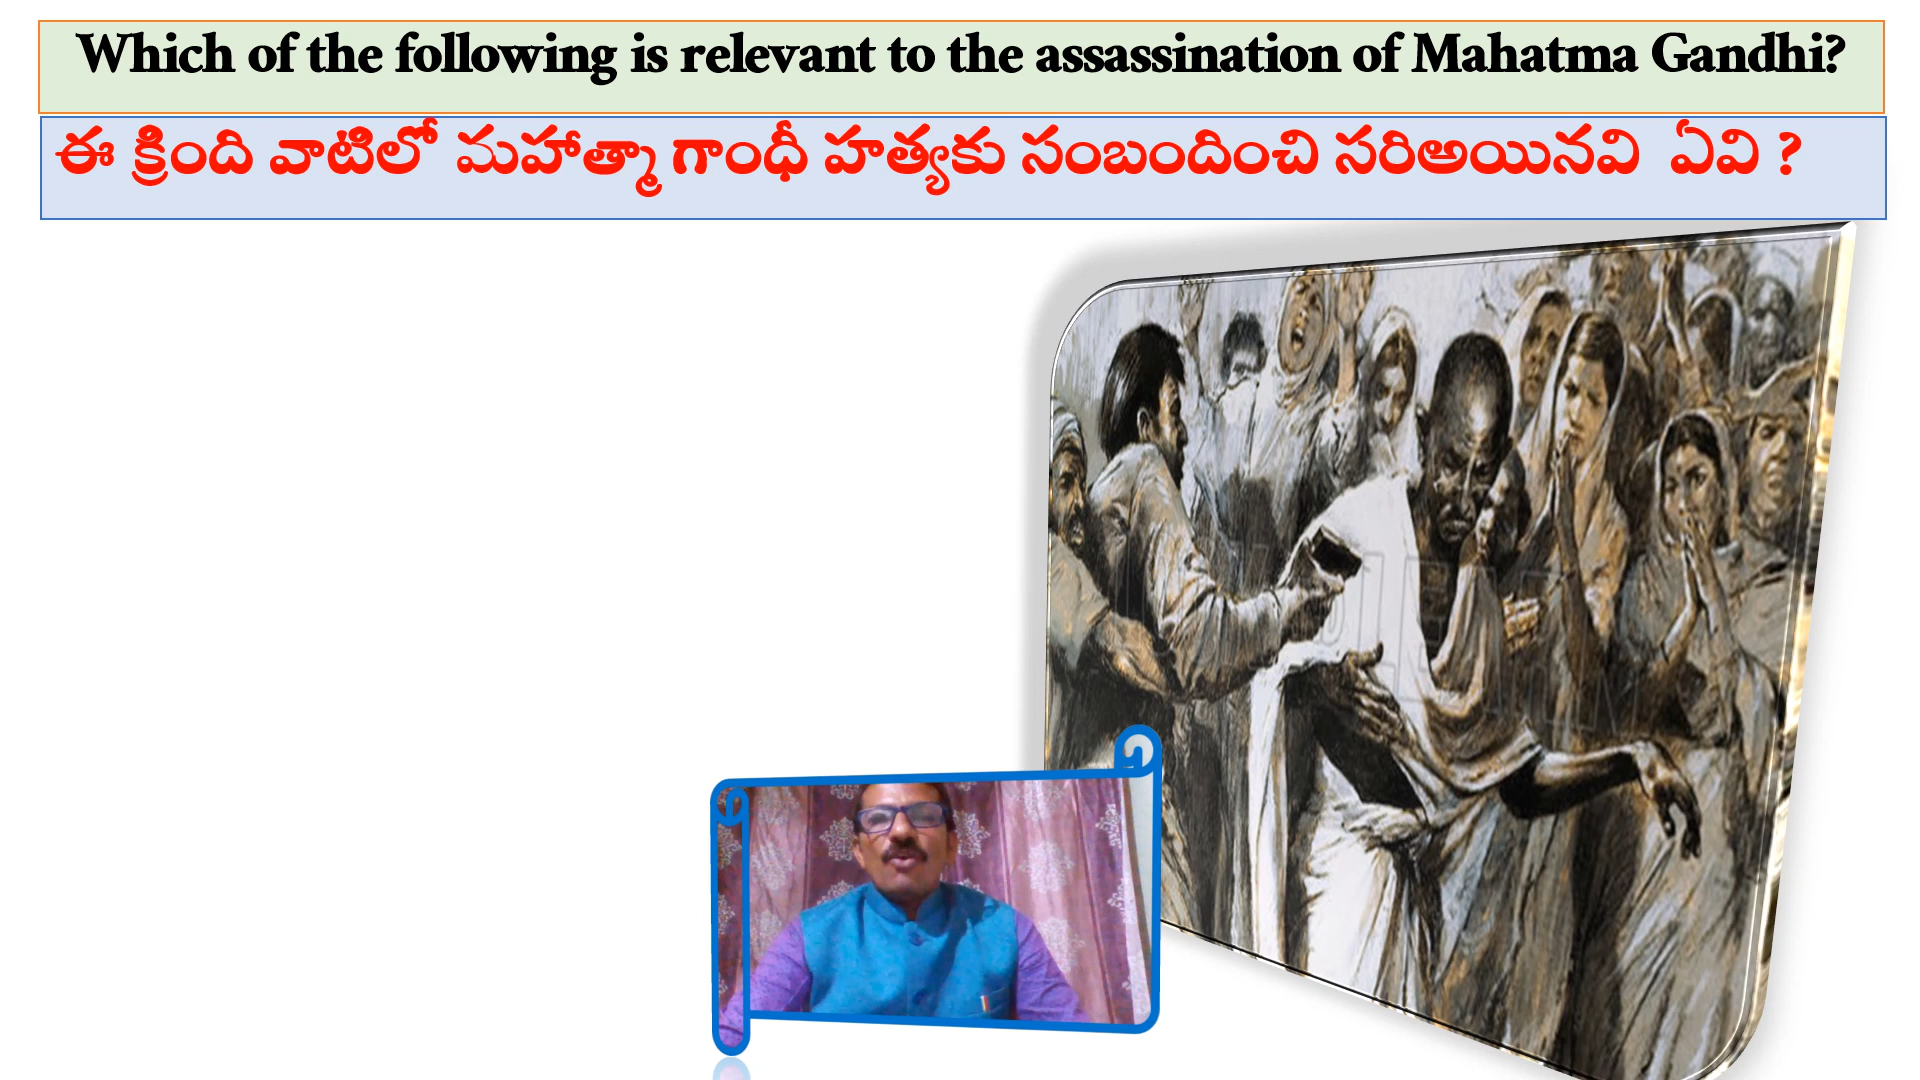 Which of the following is relevant to the assassination of Mahatma Gandhi?
ఈ క్రింది వాటిలో మహాత్మా గాంధీ హత్యకు సంబందించి సరిఅయినవి ఏవి ?